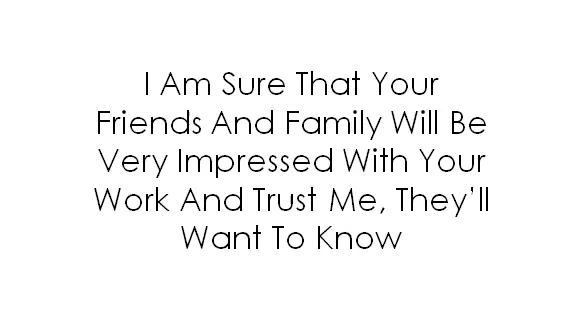 I Am Sure That Your
Friends And Family Will Be
Very Impressed With Your
Work And Trust Me, They'll
Want To Know